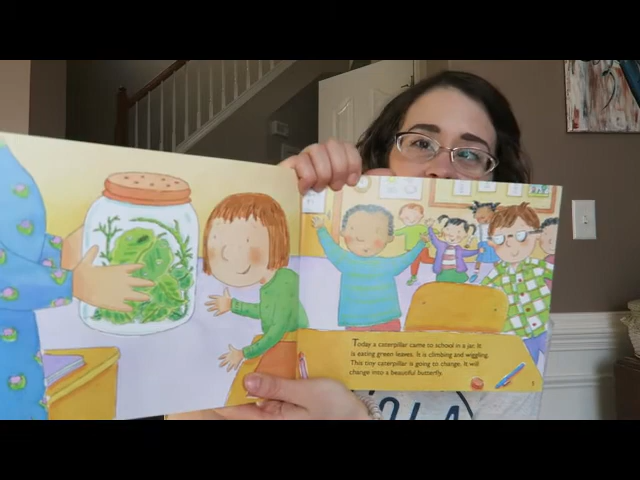 Today a caterpillar came to school in a jar. It
is eating green leaves. It is climbing and wiggling.
This tiny caterpillar is going to change. It will
change into a beautiful butterfly.